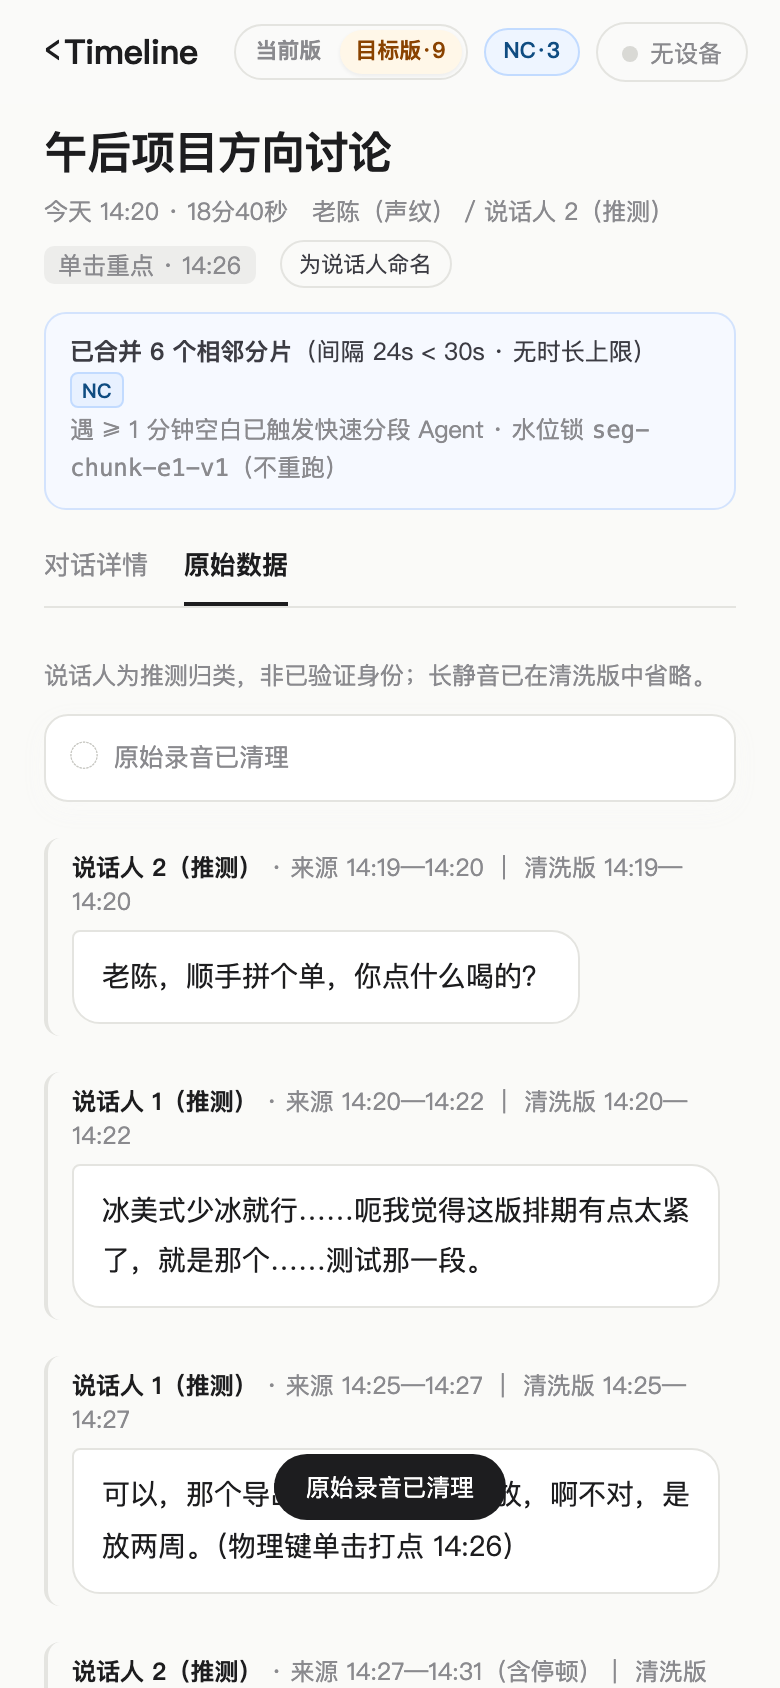 <Timeline 当前版 目标版·9 NC·3 无设备
午后项目方向讨论
今天 14:20 · 18分40秒 老陈（声纹） / 说话人 2（推测）
单击重点 · 14:26 为说话人命名
已合并 6 个相邻分片（间隔 24s < 30s · 无时长上限）
NC
遇 ≥ 1 分钟空白已触发快速分段 Agent · 水位锁 seg-
chunk-e1-v1（不重跑）
对话详情 原始数据
说话人为推测归类，非已验证身份；长静音已在清洗版中省略。
原始录音已清理
说话人 2（推测） · 来源 14:19—14:20 | 清洗版 14:19—
14:20
老陈，顺手拼个单，你点什么喝的？
说话人 1（推测） · 来源 14:20—14:22 | 清洗版 14:20—
14:22
冰美式少冰就行……呃我觉得这版排期有点太紧
了，就是那个……测试那一段。
说话人 1（推测） · 来源 14:25—14:27 | 清洗版 14:25—
14:27
可以，那个导 放，啊不对，是
原始录音已清理
放两周。（物理键单击打点 14:26）
说话人 2（推测） · 来源 14:27—14:31（含停顿） | 清洗版